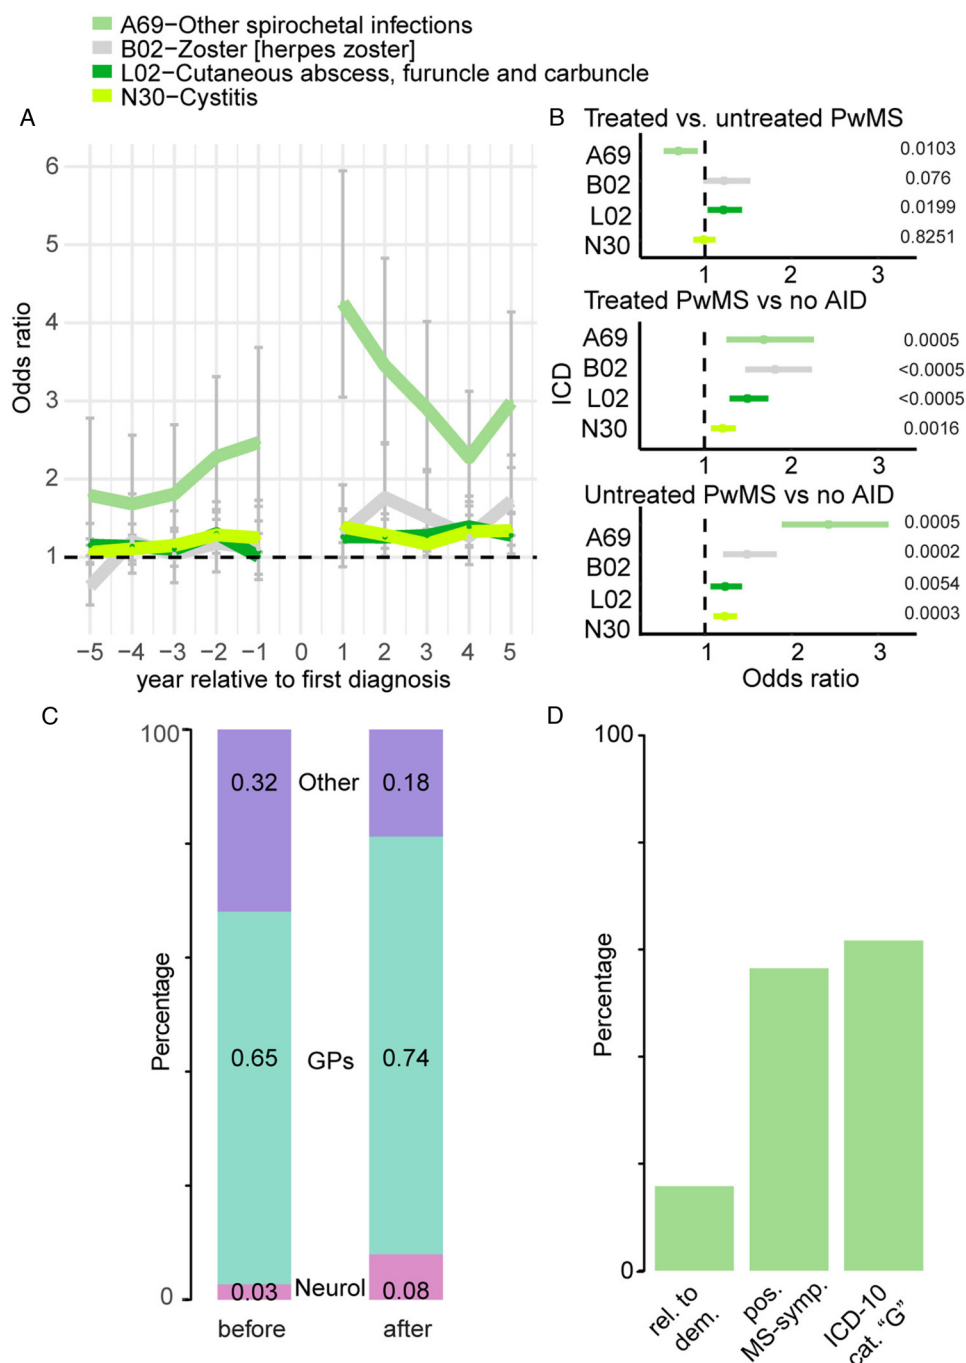 A69−Other spirochetal infections
B02−Zoster [herpes zoster]
L02−Cutaneous abscess, furuncle and carbuncle
N30−Cystitis
A
6
5
4
3
2
1
Odds ratio
−5 −4 −3 −2 −1 0 1 2 3 4 5
year relative to first diagnosis
B
Treated vs. untreated PwMS
A69 0.0103
B02 0.076
L02 0.0199
N30 0.8251
1 2 3
Treated PwMS vs no AID
A69 0.0005
B02 <0.0005
L02 <0.0005
N30 0.0016
1 2 3
ICD
Untreated PwMS vs no AID
A69 0.0005
B02 0.0002
L02 0.0054
N30 0.0003
1 2 3
Odds ratio
C
100
0.32 Other 0.18
0.65 GPs 0.74
0.03 Neurol 0.08
0
Percentage
before after
D
100
0
Percentage
rel. to
dem.
pos.
MS-symp.
ICD-10
cat. “G”